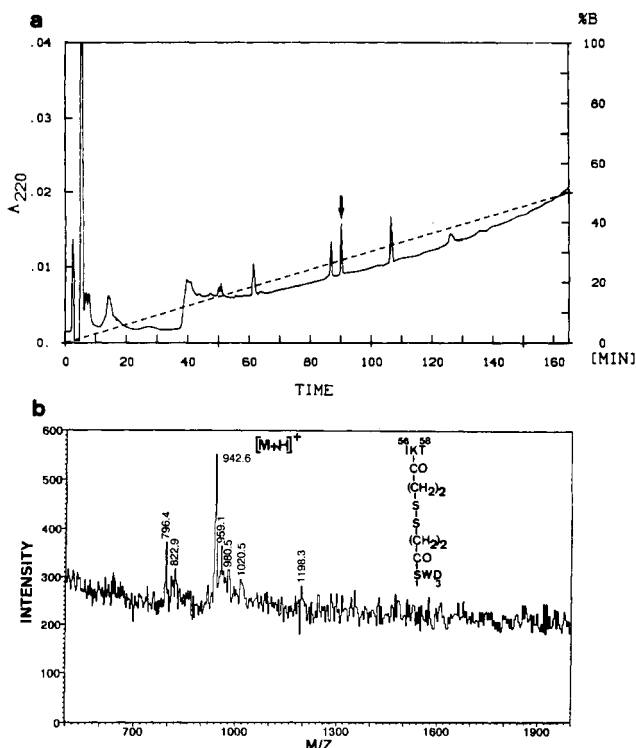 a
%B
.04
100
.03
80
60
.02
40
.01
20
0.
0
A220
0 20 40 60 80 100 120 140 160
[MIN]
TIME
b
600
500
400
300
200
100
0
INTENSITY
[M+H]+
942.6
796.4
822.9
959.1
980.5
1020.5
1198.3
56 58
IKT
CO
(CH2)2
S
S
(CH2)2
CO
SWD
3
700 1000 1300 1600 1900
M/Z